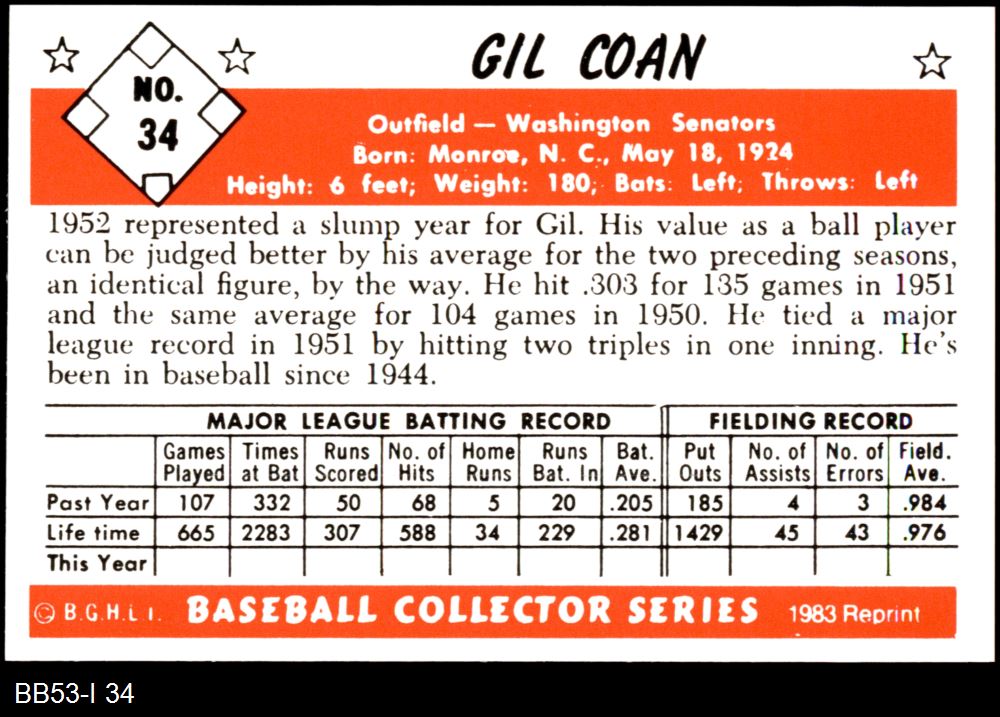 GIL COAN
NO.
34
Outfield — Washington Senators
Born: Monroe, N. C., May 18, 1924
Height: 6 feet; Weight: 180; Bats: Left; Throws: Left
1952 represented a slump year for Gil. His value as a ball player
can be judged better by his average for the two preceding seasons,
an identical figure, by the way. He hit .303 for 135 games in 1951
and the same average for 104 games in 1950. He tied a major
league record in 1951 by hitting two triples in one inning. He's
been in baseball since 1944.
MAJOR LEAGUE BATTING RECORD FIELDING RECORD
Games Times Runs No. of Home Runs Bat. Put No. of No. of Field.
Played at Bat Scored Hits Runs Bat. In Ave. Outs Assists Errors Ave.
Past Year 107 332 50 68 5 20 .205 185 4 3 .984
Life time 665 2283 307 588 34 229 .281 1429 45 43 .976
This Year
© B.G.H.L.I. BASEBALL COLLECTOR SERIES 1983 Reprint
BB53-I 34